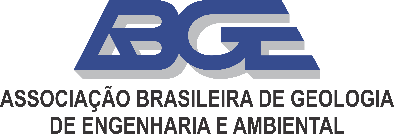 ABGE
ASSOCIAÇÃO BRASILEIRA DE GEOLOGIA
DE ENGENHARIA E AMBIENTAL